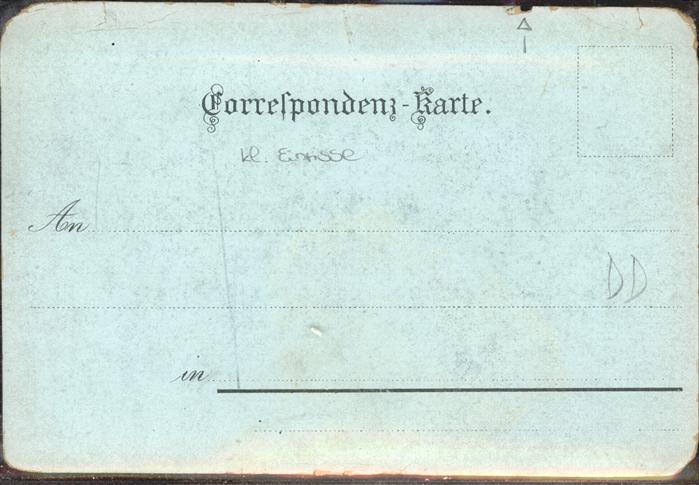 Correſpondenz-Karte.
kl. Einrisse
An
DD
in